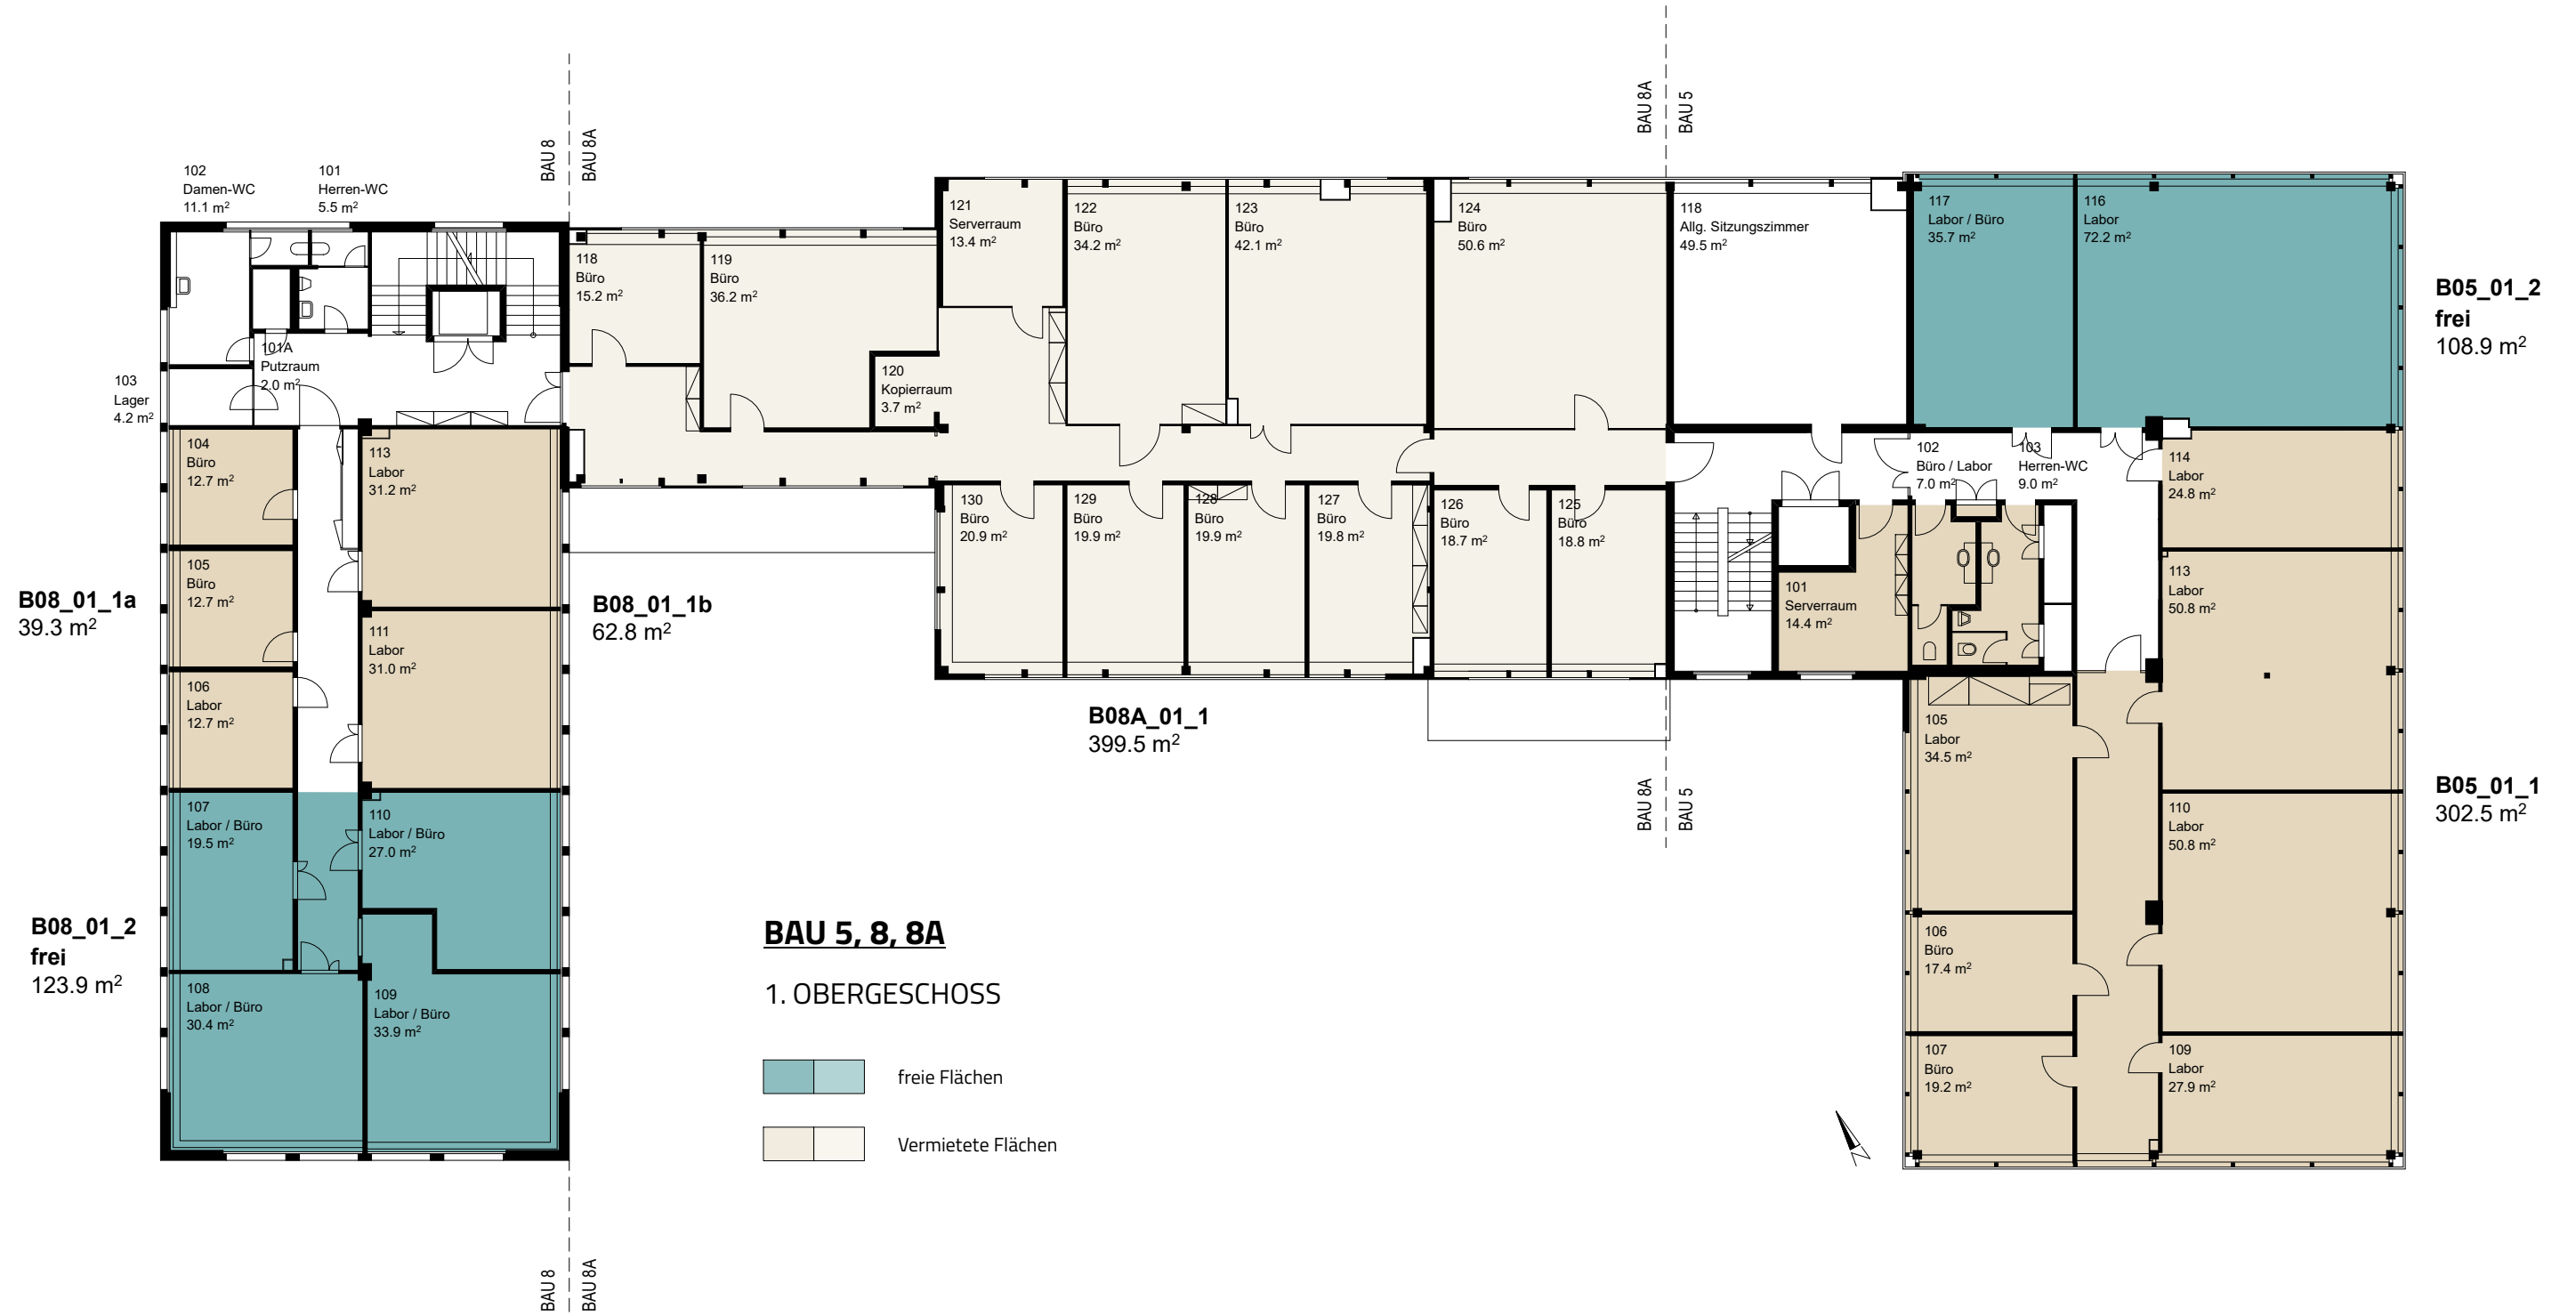 BAU 8
BAU 8A
BAU 8A
BAU 5
102
Damen-WC
11.1 m²
101
Herren-WC
5.5 m²
101A
Putzraum
2.0 m²
103
Lager
4.2 m²
104
Büro
12.7 m²
105
Büro
12.7 m²
106
Labor
12.7 m²
107
Labor / Büro
19.5 m²
108
Labor / Büro
30.4 m²
113
Labor
31.2 m²
111
Labor
31.0 m²
110
Labor / Büro
27.0 m²
109
Labor / Büro
33.9 m²
B08_01_1a
39.3 m²
B08_01_2
frei
123.9 m²
B08_01_1b
62.8 m²
118
Büro
15.2 m²
119
Büro
36.2 m²
120
Kopierraum
3.7 m²
121
Serverraum
13.4 m²
122
Büro
34.2 m²
123
Büro
42.1 m²
124
Büro
50.6 m²
130
Büro
20.9 m²
129
Büro
19.9 m²
128
Büro
19.9 m²
127
Büro
19.8 m²
126
Büro
18.7 m²
125
Büro
18.8 m²
B08A_01_1
399.5 m²
118
Allg. Sitzungszimmer
49.5 m²
117
Labor / Büro
35.7 m²
116
Labor
72.2 m²
B05_01_2
frei
108.9 m²
102
Büro / Labor
7.0 m²
103
Herren-WC
9.0 m²
114
Labor
24.8 m²
101
Serverraum
14.4 m²
113
Labor
50.8 m²
105
Labor
34.5 m²
110
Labor
50.8 m²
106
Büro
17.4 m²
107
Büro
19.2 m²
109
Labor
27.9 m²
B05_01_1
302.5 m²
BAU 8A
BAU 5
BAU 5, 8, 8A
1. OBERGESCHOSS
freie Flächen
Vermietete Flächen
N
BAU 8
BAU 8A